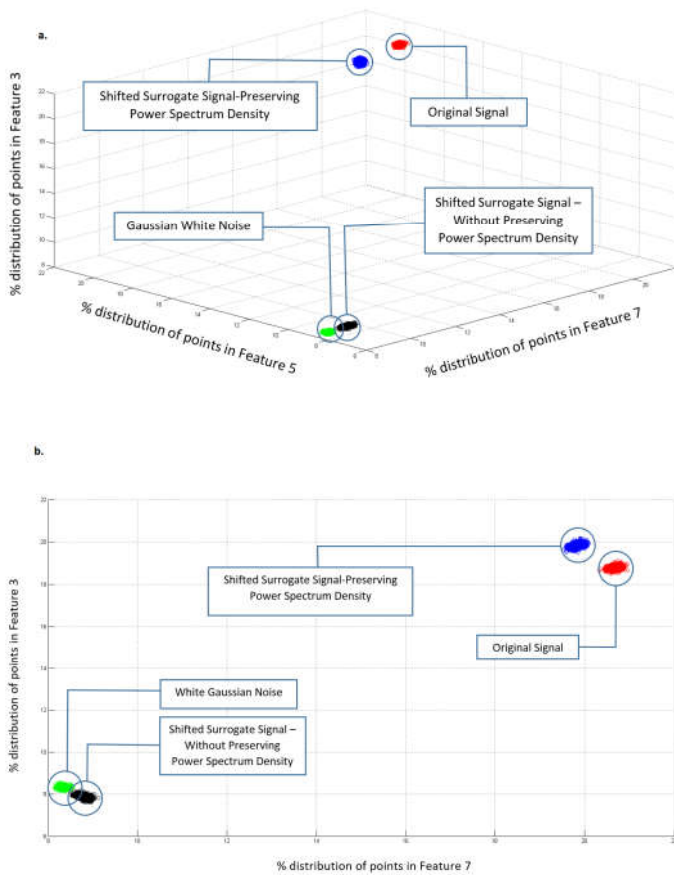 a.
Shifted Surrogate Signal-Preserving
Power Spectrum Density
Original Signal
Gaussian White Noise
Shifted Surrogate Signal –
Without Preserving
Power Spectrum Density
% distribution of points in Feature 3
% distribution of points in Feature 5
% distribution of points in Feature 7
b.
Shifted Surrogate Signal-Preserving
Power Spectrum Density
Original Signal
White Gaussian Noise
Shifted Surrogate Signal –
Without Preserving
Power Spectrum Density
% distribution of points in Feature 3
% distribution of points in Feature 7